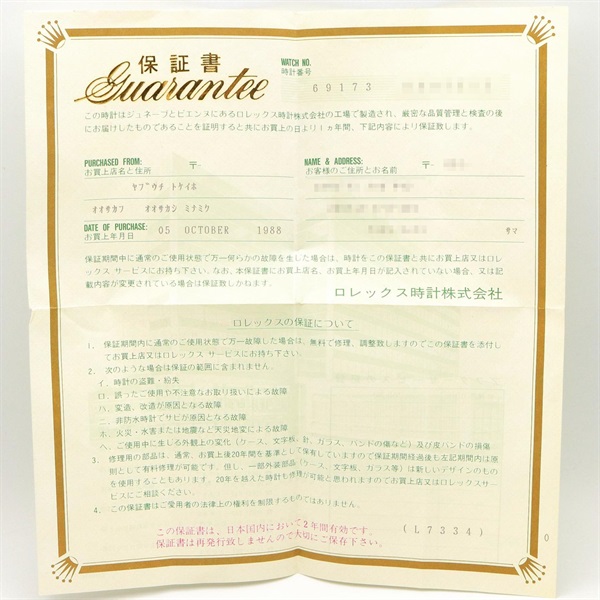 保証書
Guarantee
WATCH NO.
時計番号
69173
この時計はジュネーブとビエンヌにあるロレックス時計株式会社の工場で製造され、厳密な品質管理と検査の後
にお届けしたものであることを証明すると共にお買上の日より1ヵ年間、下記内容により保証致します。
PURCHASED FROM:
お買上店名と住所
〒-
NAME & ADDRESS:
お客様のご住所とお名前
〒-
ヤブウチ トケイホ
オオサカフ オオサカシ ミナミク
サマ
DATE OF PURCHASE:
お買上年月日
05 OCTOBER 1988
保証期間中に通常のご使用状態で万一何らかの故障を生じた場合は、時計をこの保証書と共にお買上店又はロレ
ックス サービスにお持ち下さい。なお、本保証書にお買上店名、お買上年月日が記入されていない場合、又は記
載内容が変更されている場合は保証致しかねます。
ロレックス時計株式会社
ロレックスの保証について
1. 保証期間内に通常のご使用状態で万一故障した場合は、無料で修理、調整致しますのでこの保証書を添付し
てお買上店又はロレックス サービスにお持ち下さい。
2. 次のような場合は保証の範囲に含まれません。
イ、時計の盗難・紛失
ロ、誤ったご使用や不注意なお取り扱いによる故障
ハ、変造、改造が原因となる故障
ニ、非防水時計でサビが原因となる故障
ホ、火災・水害または地震など天災地変による故障
ヘ、ご使用中に生じる外観上の変化（ケース、文字板、針、ガラス、バンドの傷など）及び皮バンドの損傷
3. 修理用の部品は、通常、お買上後20年間を基準として保有していますので保証期間経過後も左記期間内は原
則として有料修理が可能です。但し、一部外装部品（ケース、文字板、ガラス等）は新しいデザインのもの
を使用することもあります。20年を越えた時計も修理が可能と思われますのでお買上店又はロレックスサー
ビスにご相談ください。
4. この保証書はご愛用者の法律上の権利を制限するものではありません。
この保証書は、日本国内において2年間有効です。
保証書は再発行致しませんので大切にご保存下さい。
(L7334)
0